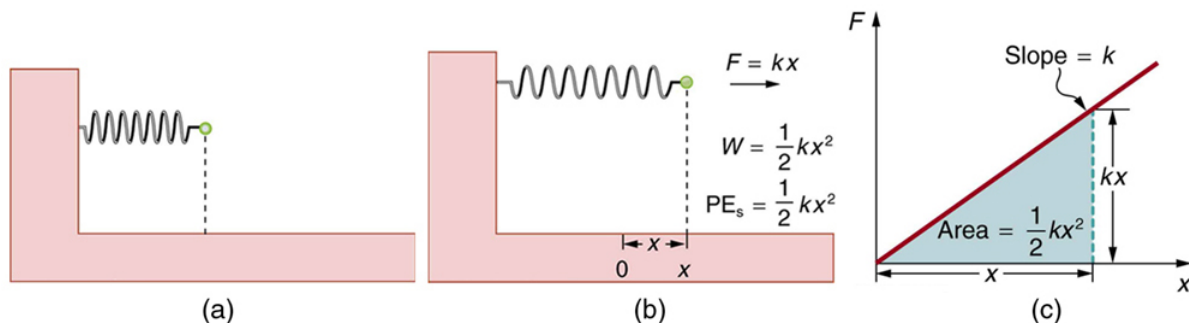 (a)
F = kx
W = 1/2 kx²
PEₛ = 1/2 kx²
x
0 x
(b)
F
Slope = k
kx
Area = 1/2 kx²
x
x
(c)